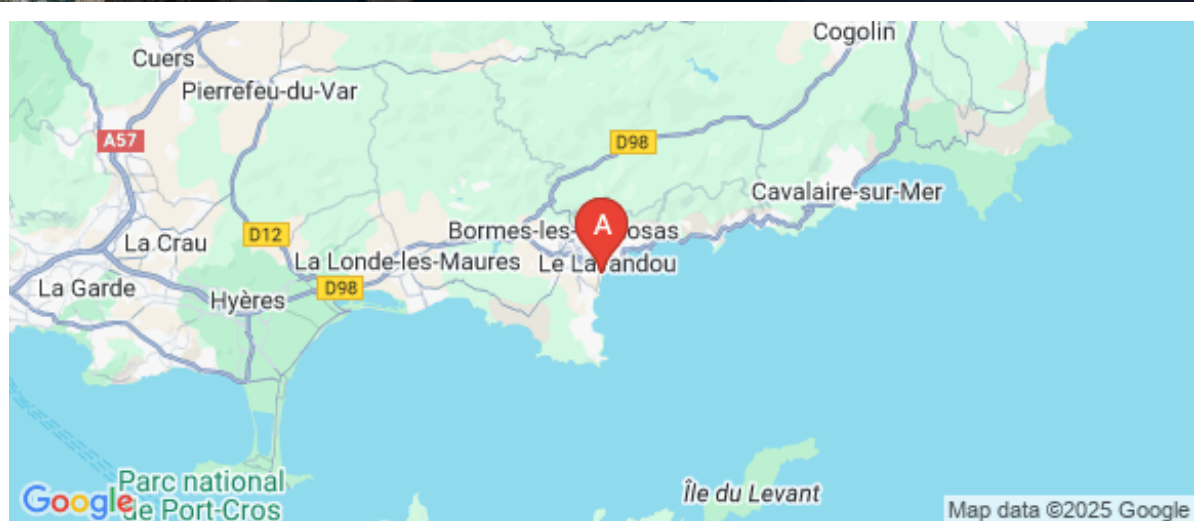 Cogolin
Cuers
Pierrefeu-du-Var
A57
D98
Cavalaire-sur-Mer
A
Bormes-les-
osas
La Crau
D12
La Londe-les-Maures
Le Lavandou
La Garde
Hyères
D98
Parc national
de Port-Cros
Île du Levant
Google
Map data ©2025 Google